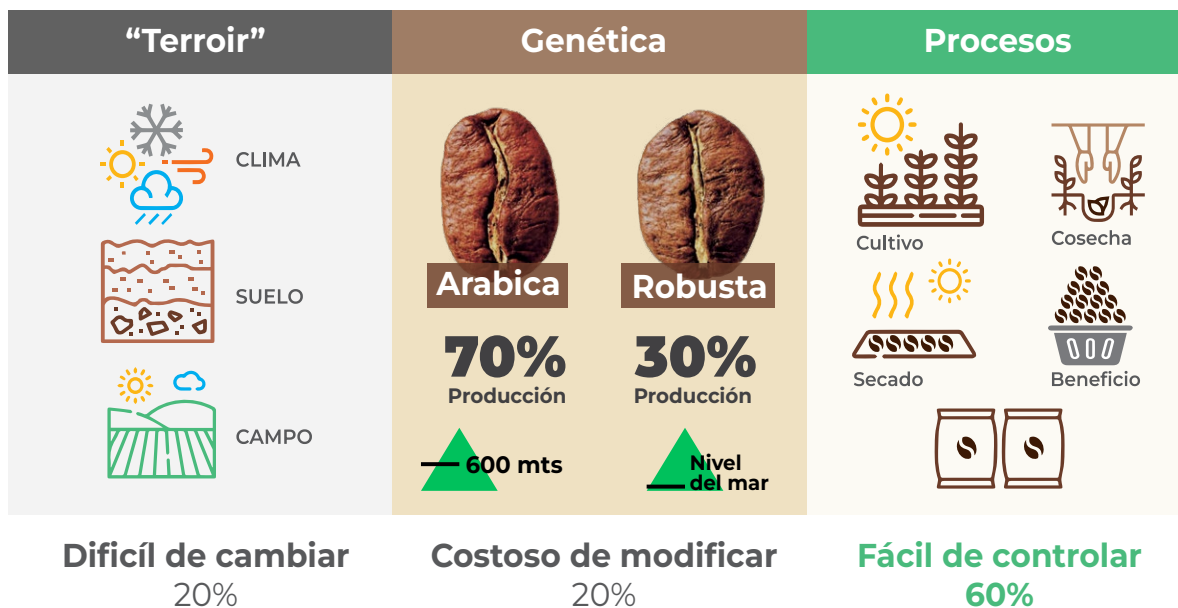 “Terroir”
CLIMA
SUELO
CAMPO
Dificíl de cambiar
20%
Genética
Arabica
Robusta
70%
Producción
30%
Producción
600 mts
Nivel
del mar
Costoso de modificar
20%
Procesos
Cultivo
Cosecha
Secado
Beneficio
Fácil de controlar
60%